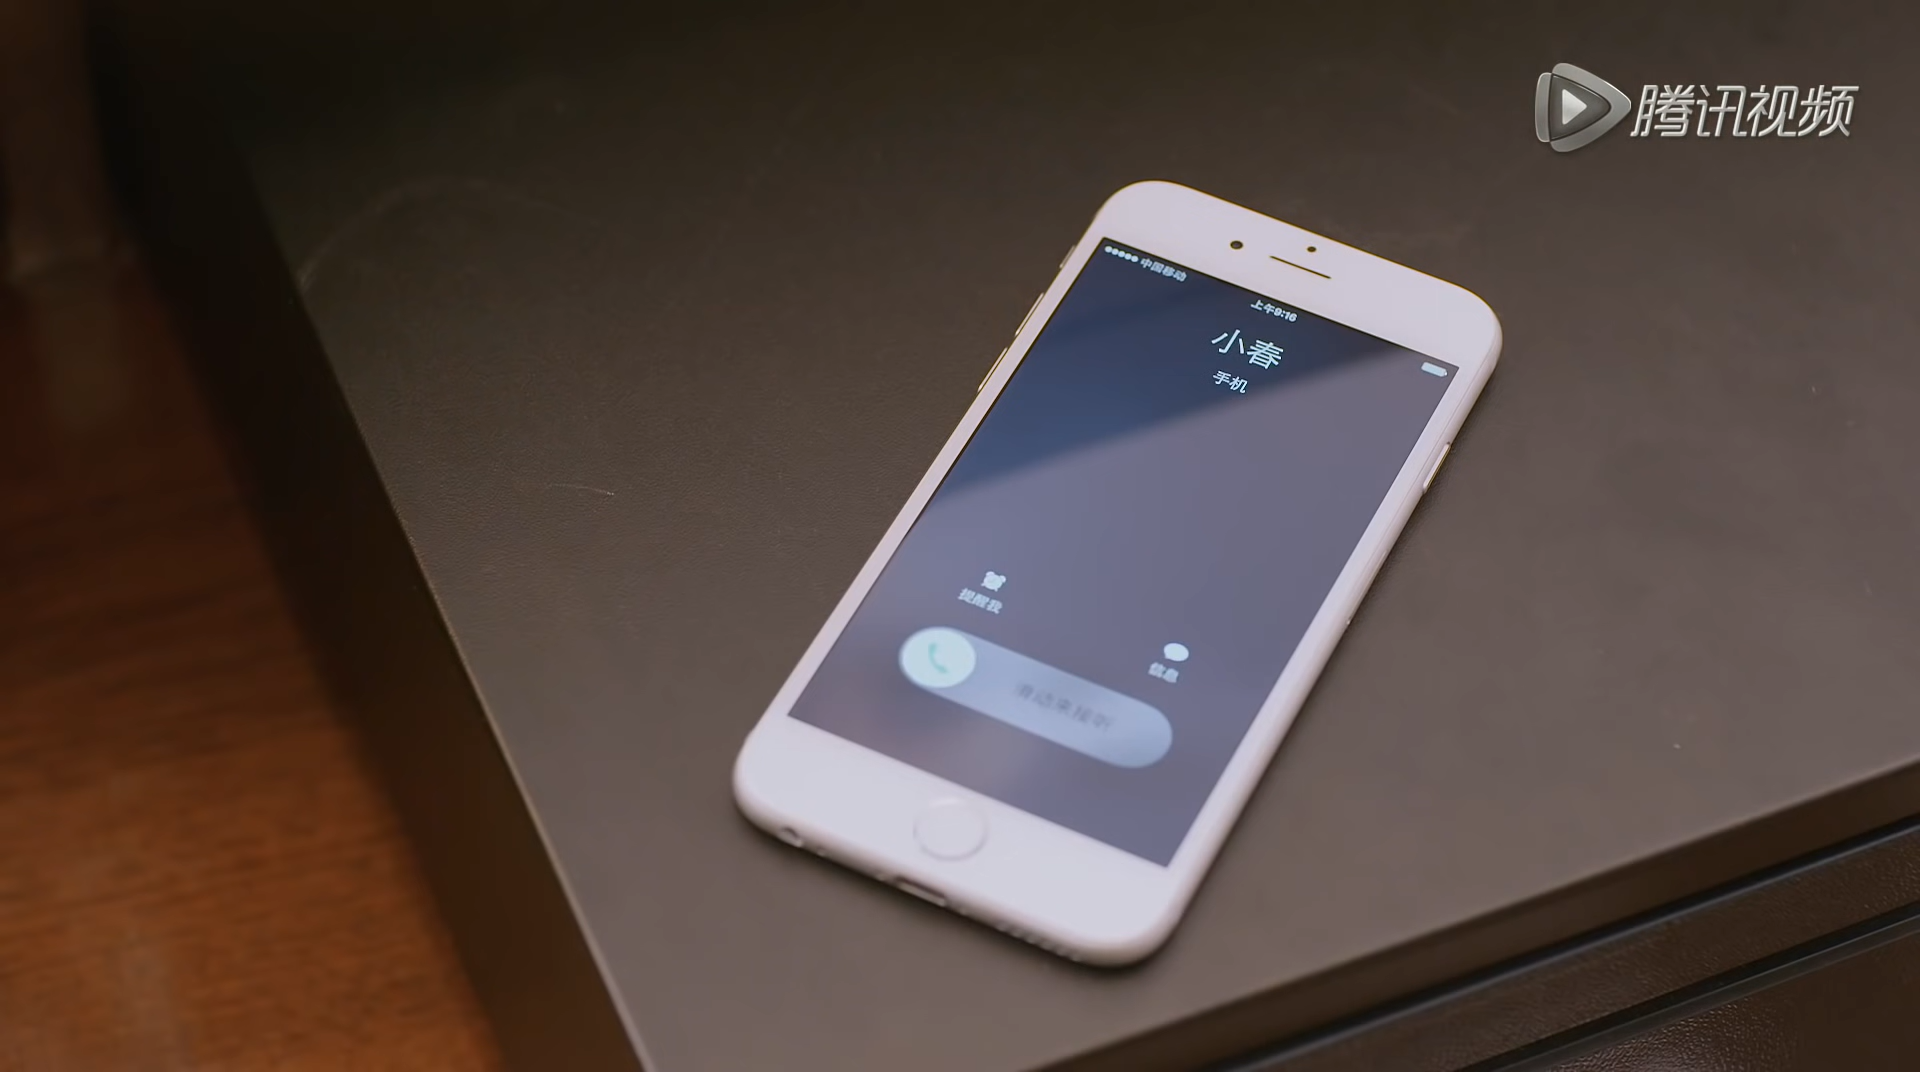 腾讯视频
中国移动
上午9:16
小春
手机
提醒我
信息
滑动来接听